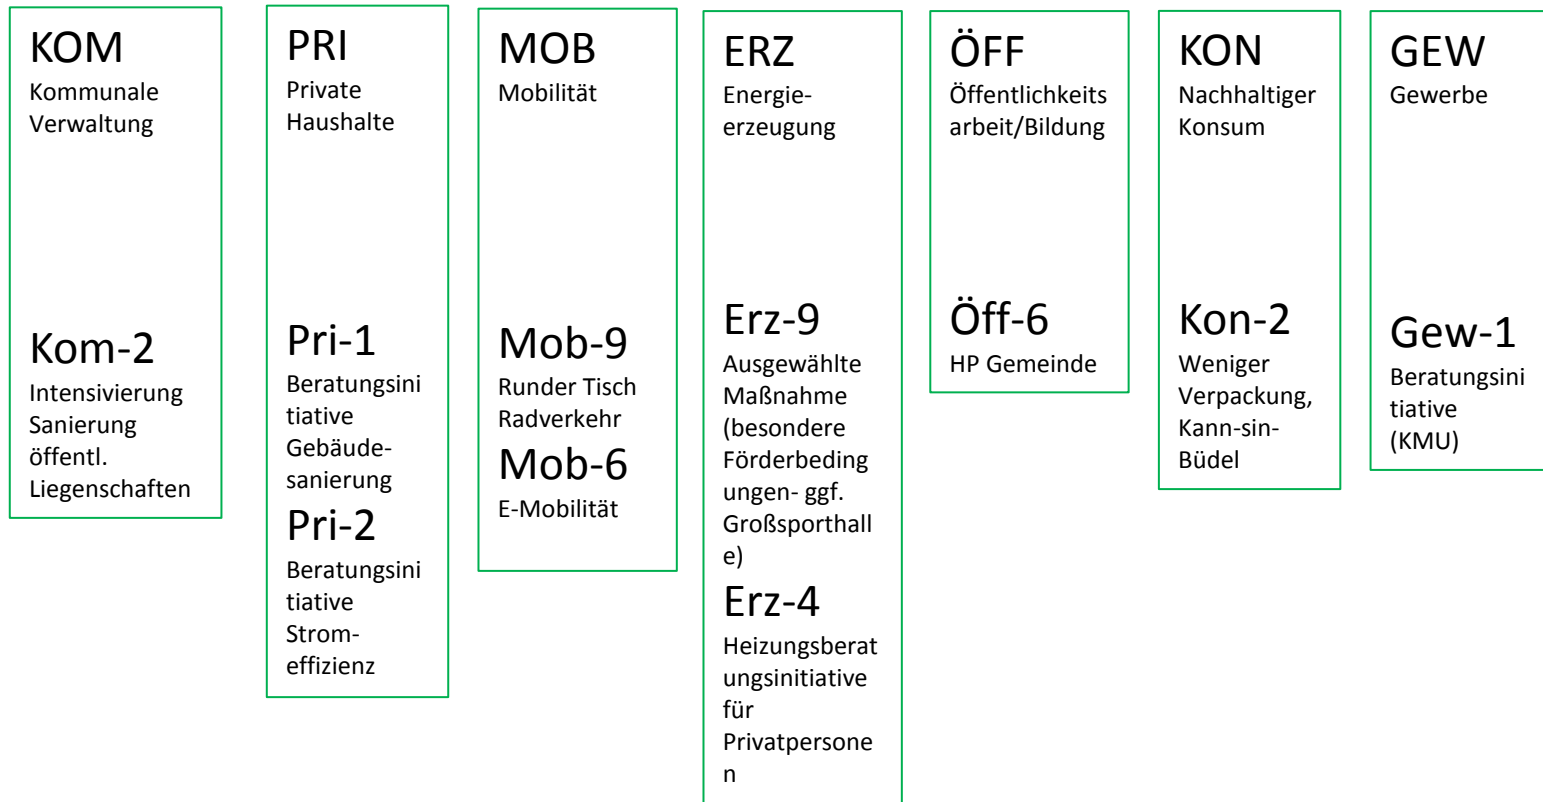 KOM
Kommunale
Verwaltung
Kom-2
Intensivierung
Sanierung
öffentl.
Liegenschaften
PRI
Private
Haushalte
Pri-1
Beratungsini
tiative
Gebäude-
sanierung
Pri-2
Beratungsini
tiative
Strom-
effizienz
MOB
Mobilität
Mob-9
Runder Tisch
Radverkehr
Mob-6
E-Mobilität
ERZ
Energie-
erzeugung
Erz-9
Ausgewählte
Maßnahme
(besondere
Förderbeding
ungen- ggf.
Großsporthall
e)
Erz-4
Heizungsberat
ungsinitiative
für
Privatpersone
n
ÖFF
Öffentlichkeits
arbeit/Bildung
Öff-6
HP Gemeinde
KON
Nachhaltiger
Konsum
Kon-2
Weniger
Verpackung,
Kann-sin-
Büdel
GEW
Gewerbe
Gew-1
Beratungsini
tiative
(KMU)